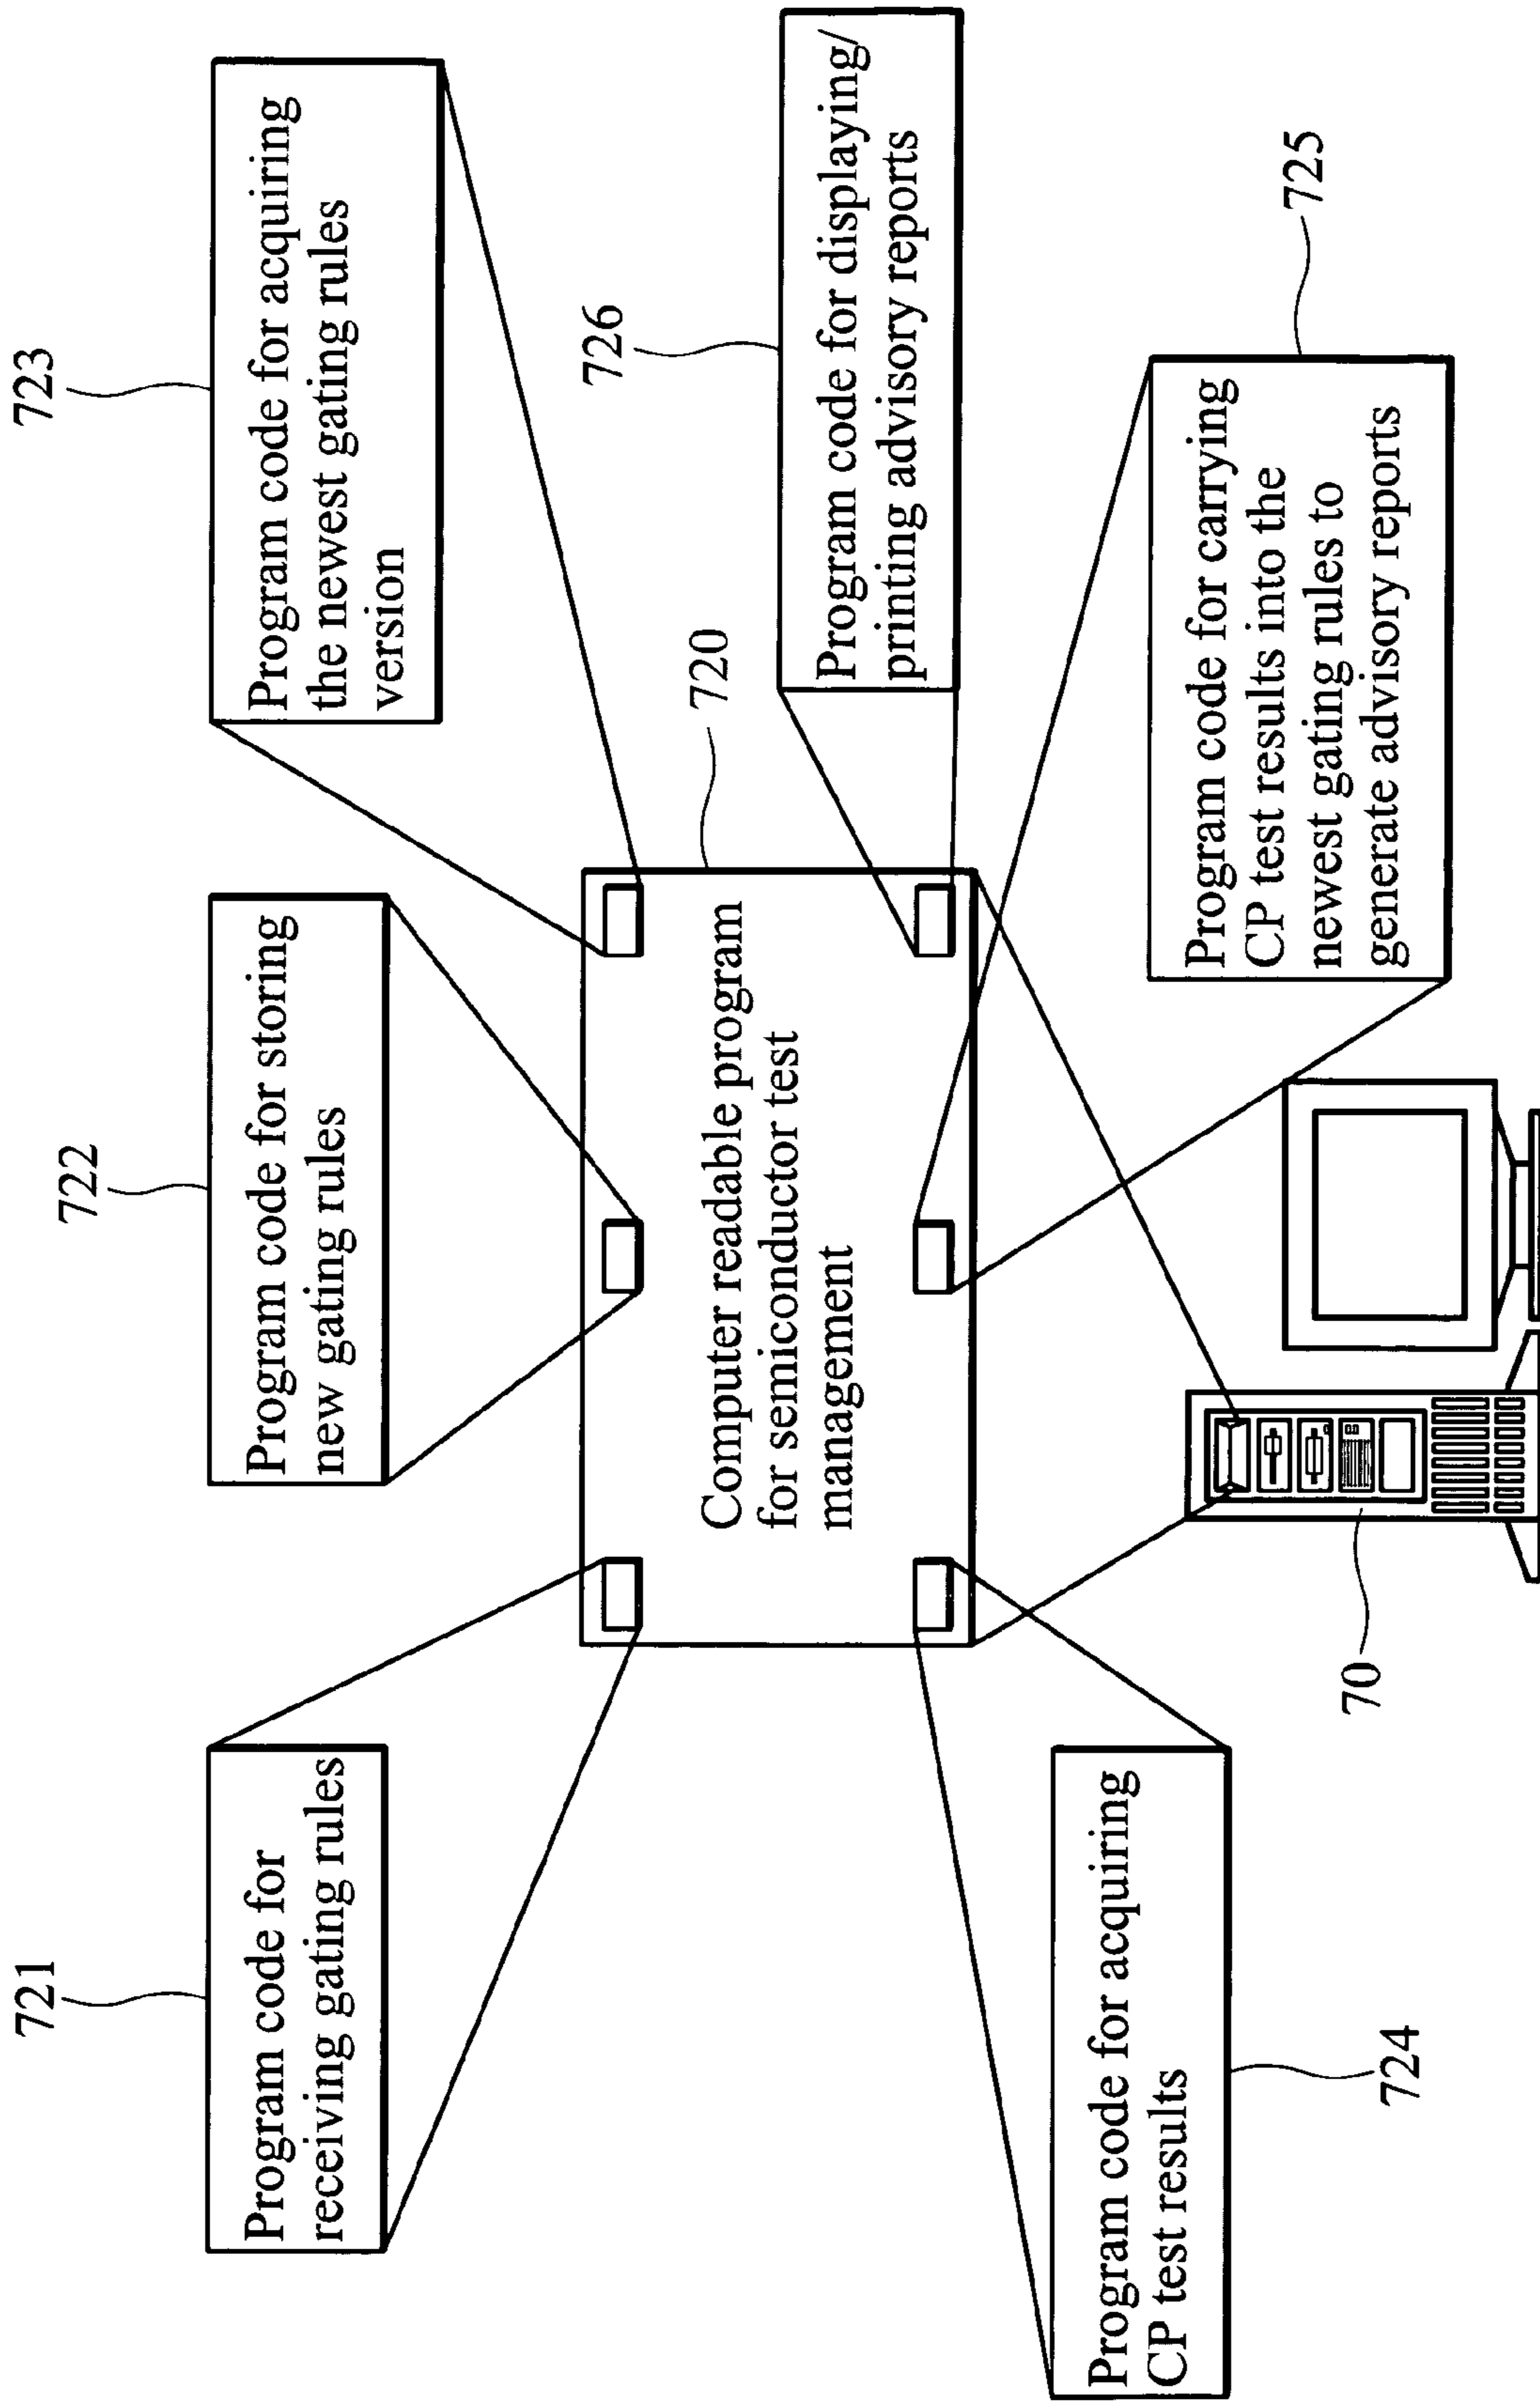 721
Program code for
receiving gating rules
722
Program code for storing
new gating rules
723
Program code for acquiring
the newest gating rules
version
720
Computer readable program
for semiconductor test
management
726
Program code for displaying/
printing advisory reports
724
Program code for acquiring
CP test results
70
725
Program code for carrying
CP test results into the
newest gating rules to
generate advisory reports